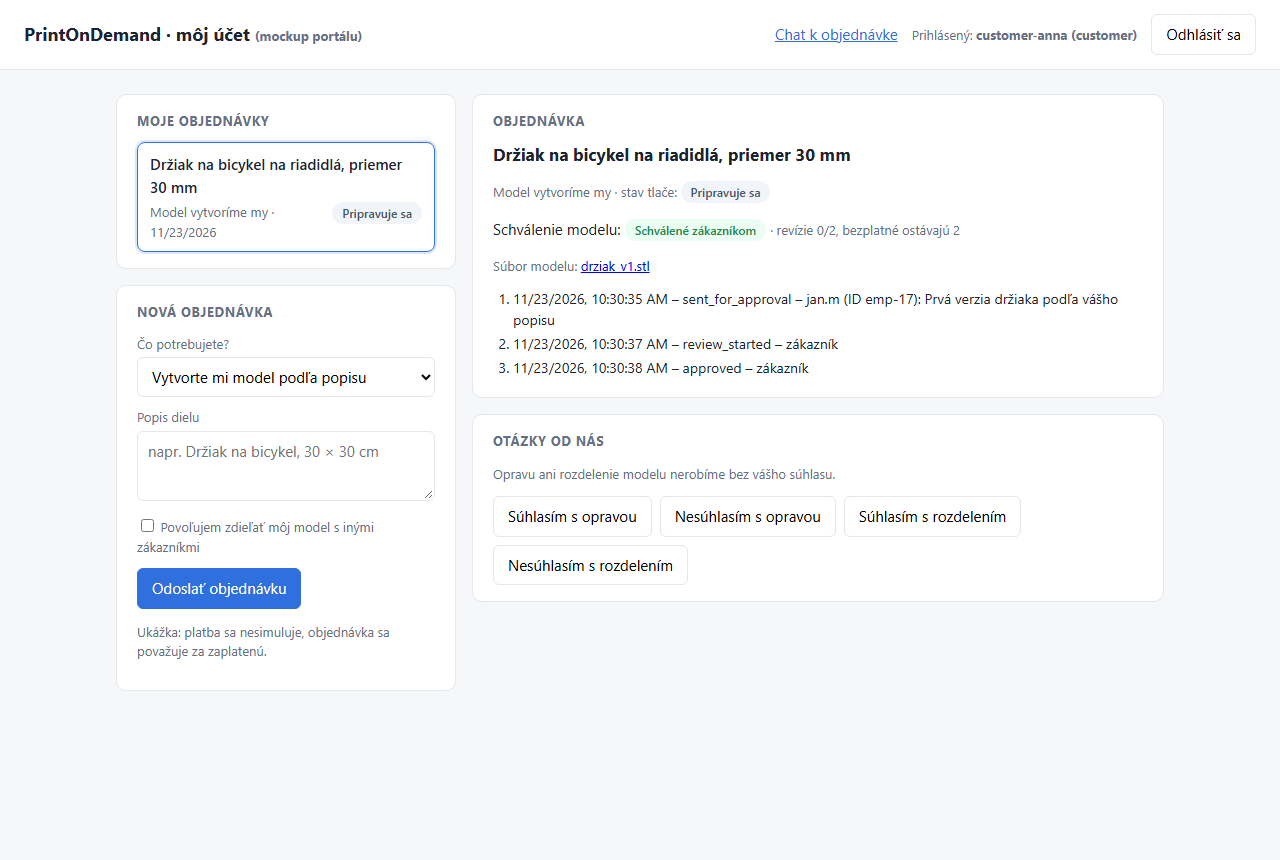 PrintOnDemand · môj účet (mockup portálu)
Chat k objednávke
Prihlásený: customer-anna (customer)
Odhlásiť sa
MOJE OBJEDNÁVKY
Držiak na bicykel na riadidlá, priemer
30 mm
Model vytvoríme my ·
11/23/2026
Pripravuje sa
NOVÁ OBJEDNÁVKA
Čo potrebujete?
Vytvorte mi model podľa popisu
Popis dielu
napr. Držiak na bicykel, 30 × 30 cm
Povoľujem zdieľať môj model s inými
zákazníkmi
Odoslať objednávku
Ukážka: platba sa nesimuluje, objednávka sa
považuje za zaplatenú.
OBJEDNÁVKA
Držiak na bicykel na riadidlá, priemer 30 mm
Model vytvoríme my · stav tlače: Pripravuje sa
Schválenie modelu: Schválené zákazníkom · revízie 0/2, bezplatné ostávajú 2
Súbor modelu: drziak_v1.stl
1. 11/23/2026, 10:30:35 AM – sent_for_approval – jan.m (ID emp-17): Prvá verzia držiaka podľa vášho
popisu
2. 11/23/2026, 10:30:37 AM – review_started – zákazník
3. 11/23/2026, 10:30:38 AM – approved – zákazník
OTÁZKY OD NÁS
Opravu ani rozdelenie modelu nerobíme bez vášho súhlasu.
Súhlasím s opravou
Nesúhlasím s opravou
Súhlasím s rozdelením
Nesúhlasím s rozdelením